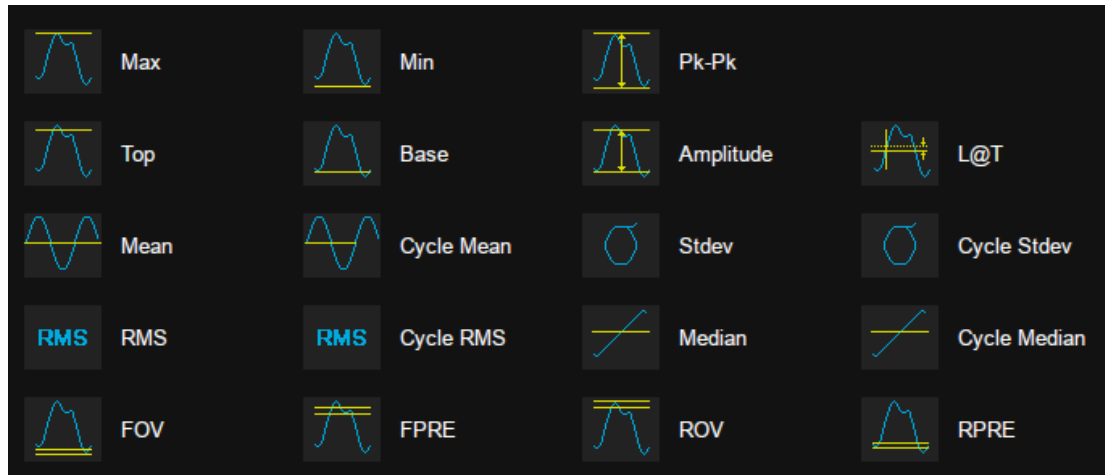 Max Min Pk-Pk
Top Base Amplitude L@T
Mean Cycle Mean Stdev Cycle Stdev
RMS RMS RMS Cycle RMS Median Cycle Median
FOV FPRE ROV RPRE